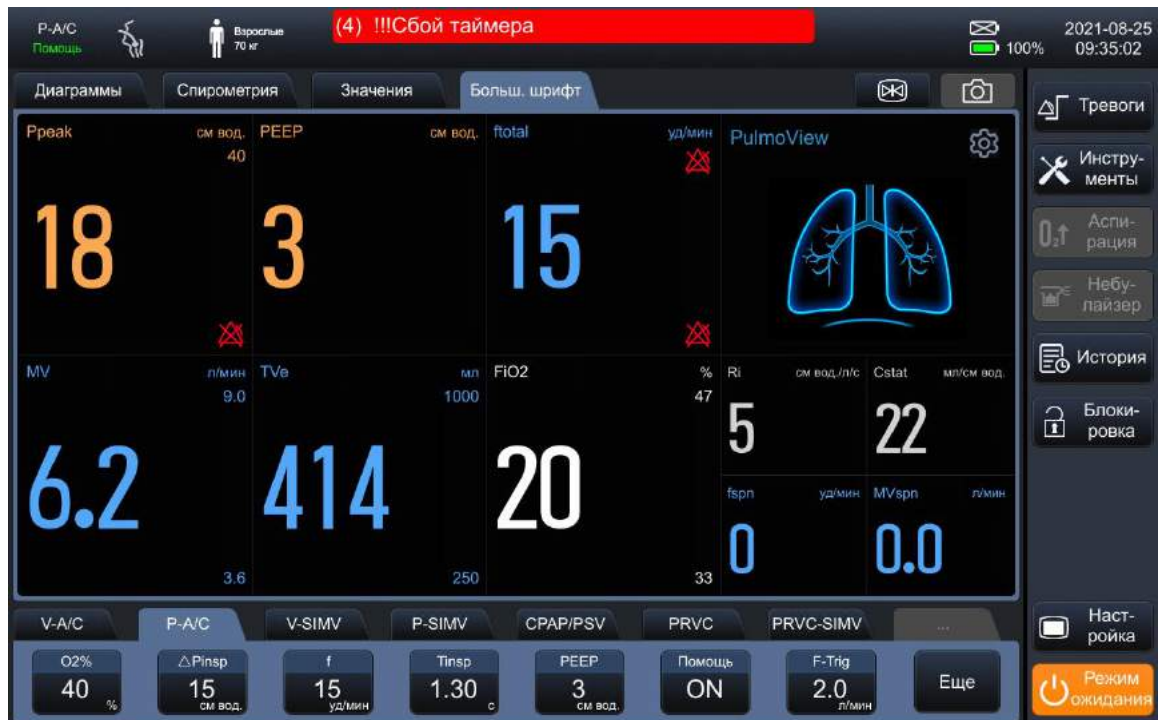 P-A/C
Помощь
Взрослые
70 кг
(4) !!!Сбой таймера
100%
2021-08-25
09:35:02
Диаграммы
Спирометрия
Значения
Больш. шрифт
Ppeak
см вод.
40
18
PEEP
см вод.
3
ftotal
уд/мин
15
PulmoView
MV
л/мин
9.0
6.2
3.6
TVe
мл
1000
414
250
FiO2
%
47
20
33
Ri
см вод./л/с
5
Cstat
мл/см вод.
22
fspn
уд/мин
0
MVspn
л/мин
0.0
Тревоги
Инстру-
менты
O₂↑
Аспи-
рация
Небу-
лайзер
История
Блоки-
ровка
Наст-
ройка
Режим
ожидания
V-A/C
P-A/C
V-SIMV
P-SIMV
CPAP/PSV
PRVC
PRVC-SIMV
...
O2%
40
%
△Pinsp
15
см вод.
f
15
уд/мин
Tinsp
1.30
с
PEEP
3
см вод.
Помощь
ON
F-Trig
2.0
л/мин
Еще